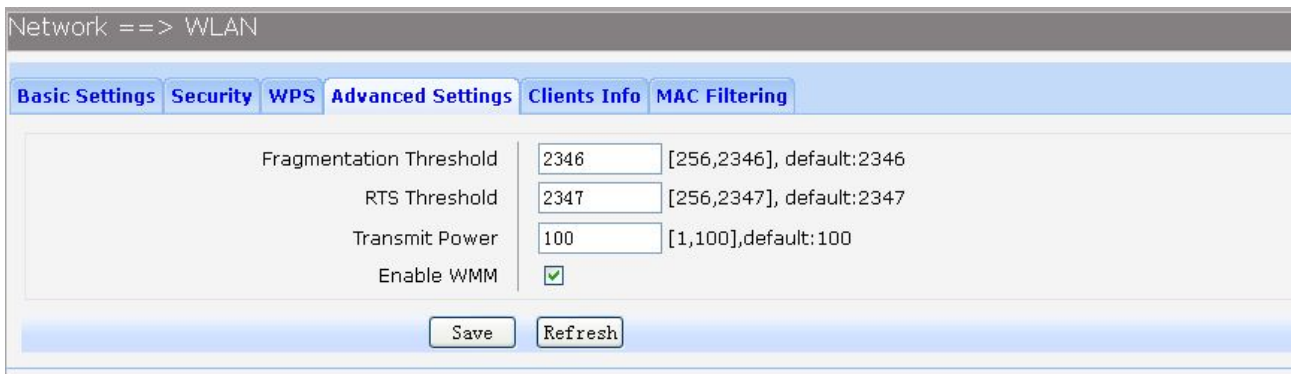 Network ==> WLAN
Basic Settings Security WPS Advanced Settings Clients Info MAC Filtering
Fragmentation Threshold 2346 [256,2346], default:2346
RTS Threshold 2347 [256,2347], default:2347
Transmit Power 100 [1,100],default:100
Enable WMM
Save Refresh